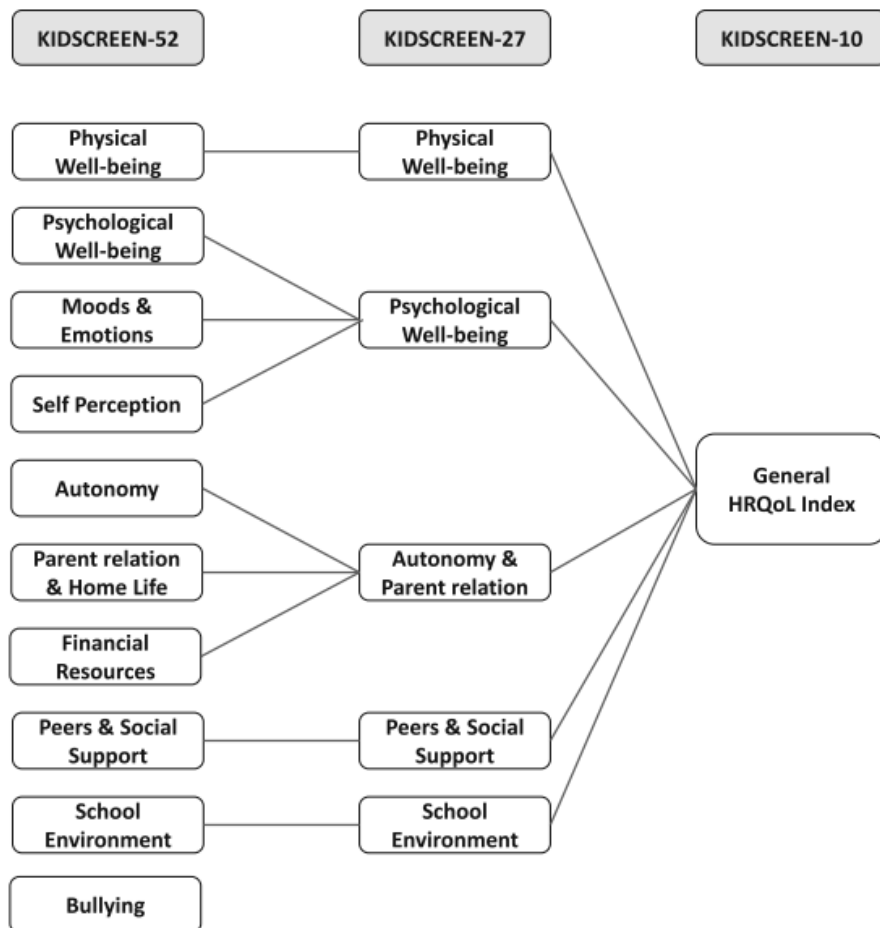 KIDSCREEN-52
KIDSCREEN-27
KIDSCREEN-10
Physical
Well-being
Psychological
Well-being
Moods &
Emotions
Self Perception
Autonomy
Parent relation
& Home Life
Financial
Resources
Peers & Social
Support
School
Environment
Bullying
Physical
Well-being
Psychological
Well-being
Autonomy &
Parent relation
Peers & Social
Support
School
Environment
General
HRQoL Index